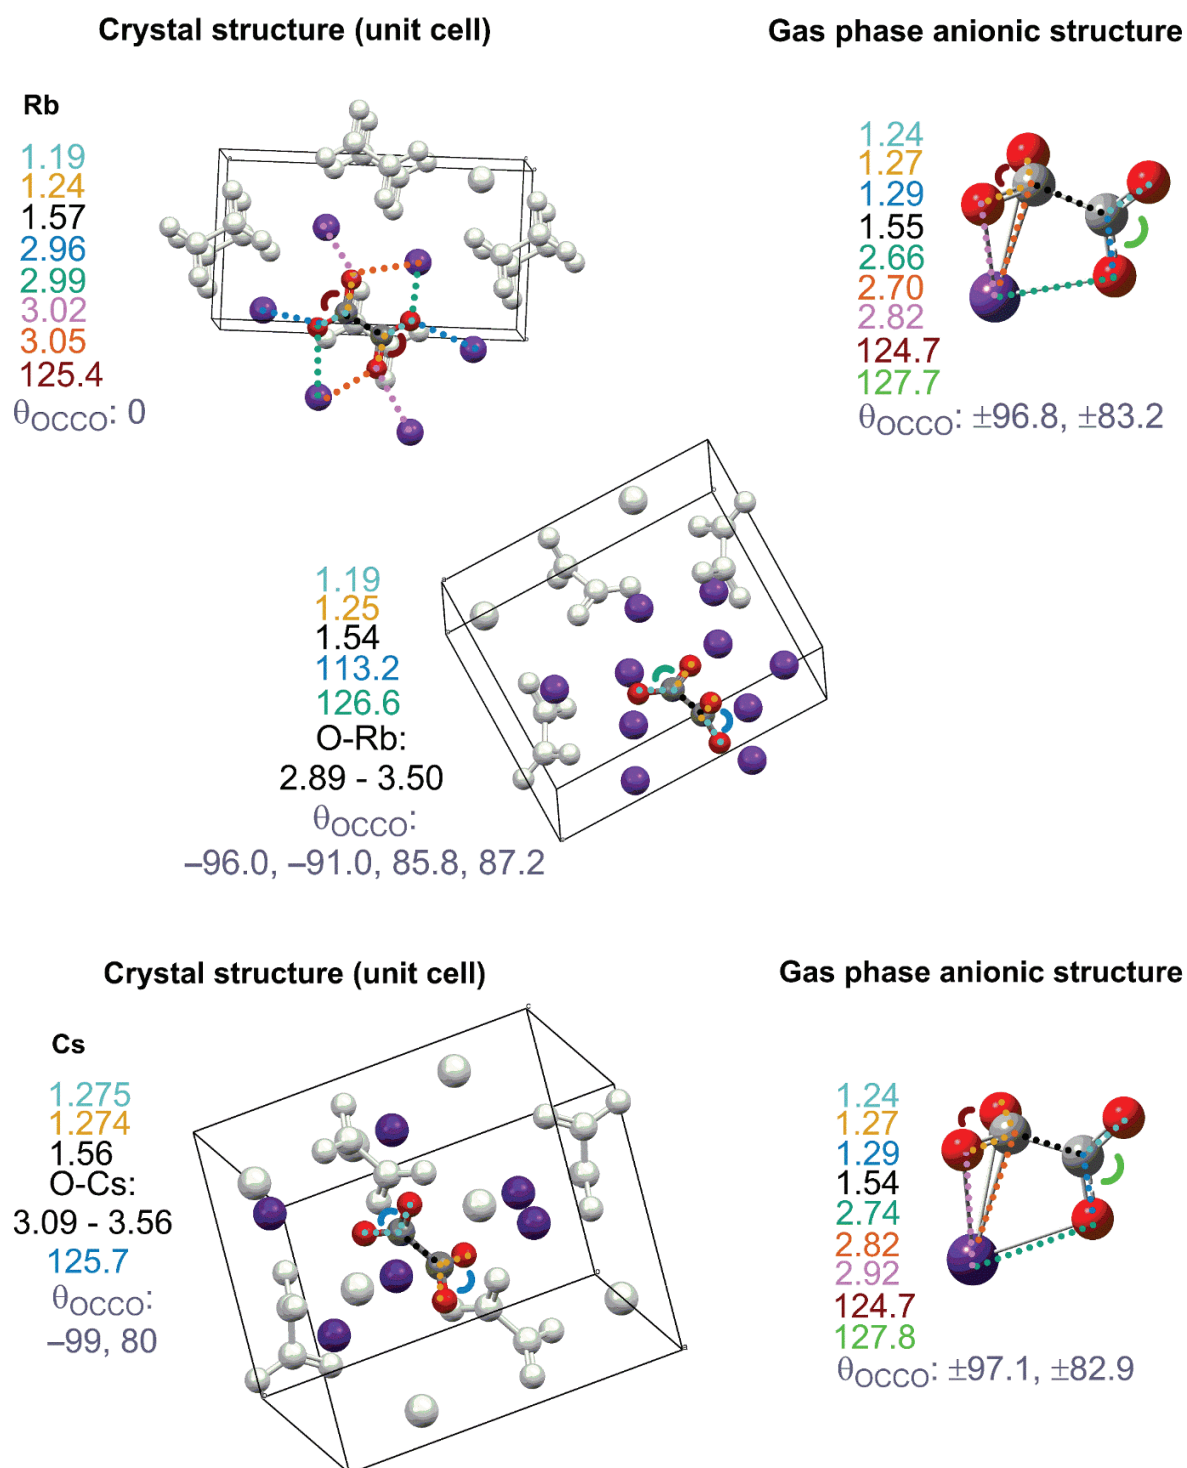 Crystal structure (unit cell)
Gas phase anionic structure
Rb
1.19
1.24
1.57
2.96
2.99
3.02
3.05
125.4
θOCCO: 0
1.24
1.27
1.29
1.55
2.66
2.70
2.82
124.7
127.7
θOCCO: ±96.8, ±83.2
1.19
1.25
1.54
113.2
126.6
O-Rb:
2.89 - 3.50
θOCCO:
–96.0, –91.0, 85.8, 87.2
Crystal structure (unit cell)
Gas phase anionic structure
Cs
1.275
1.274
1.56
O-Cs:
3.09 - 3.56
125.7
θOCCO:
–99, 80
1.24
1.27
1.29
1.54
2.74
2.82
2.92
124.7
127.8
θOCCO: ±97.1, ±82.9